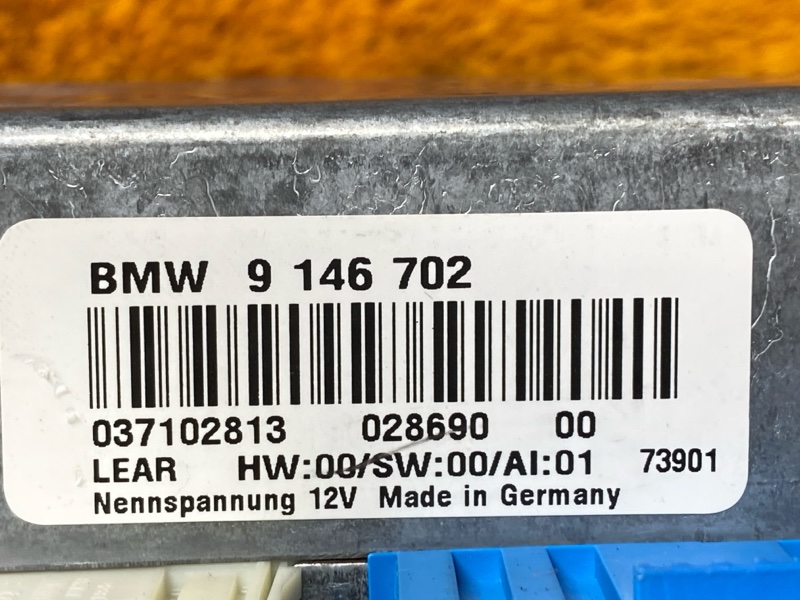 BMW 9 146 702
037102813 028690 00
LEAR HW:00/SW:00/AI:01 73901
Nennspannung 12V Made in Germany